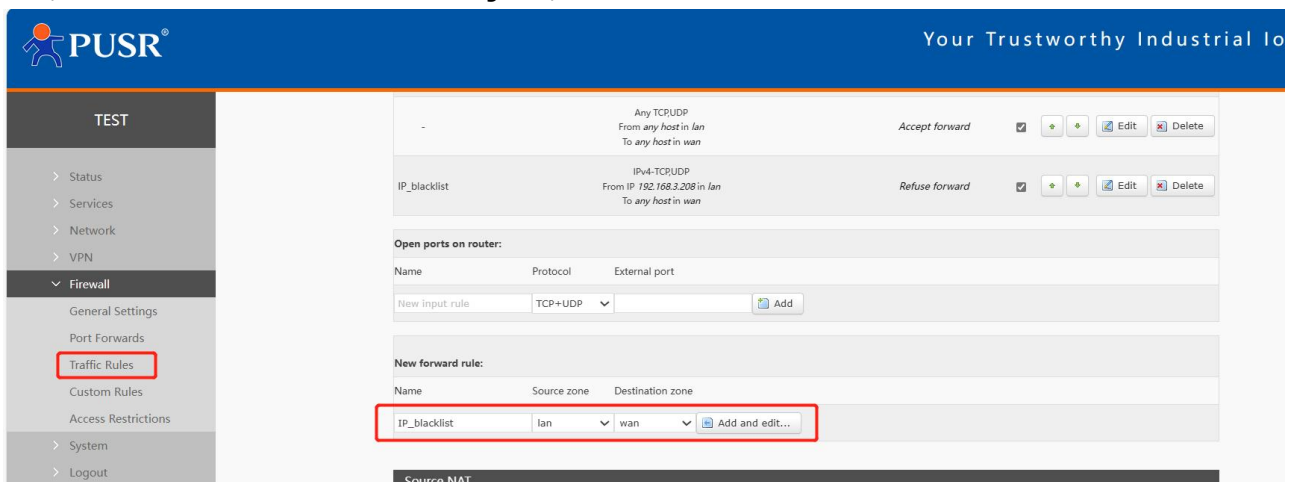 PUSR®
Your Trustworthy Industrial Io
TEST
Status
Services
Network
VPN
Firewall
General Settings
Port Forwards
Traffic Rules
Custom Rules
Access Restrictions
System
Logout
Any TCP,UDP
- From any host in lan Accept forward Edit Delete
To any host in wan
IPv4-TCP,UDP
IP_blacklist From IP 192.168.3.208 in lan Refuse forward Edit Delete
To any host in wan
Open ports on router:
Name Protocol External port
New input rule TCP+UDP Add
New forward rule:
Name Source zone Destination zone
IP_blacklist lan wan Add and edit...
Source NAT